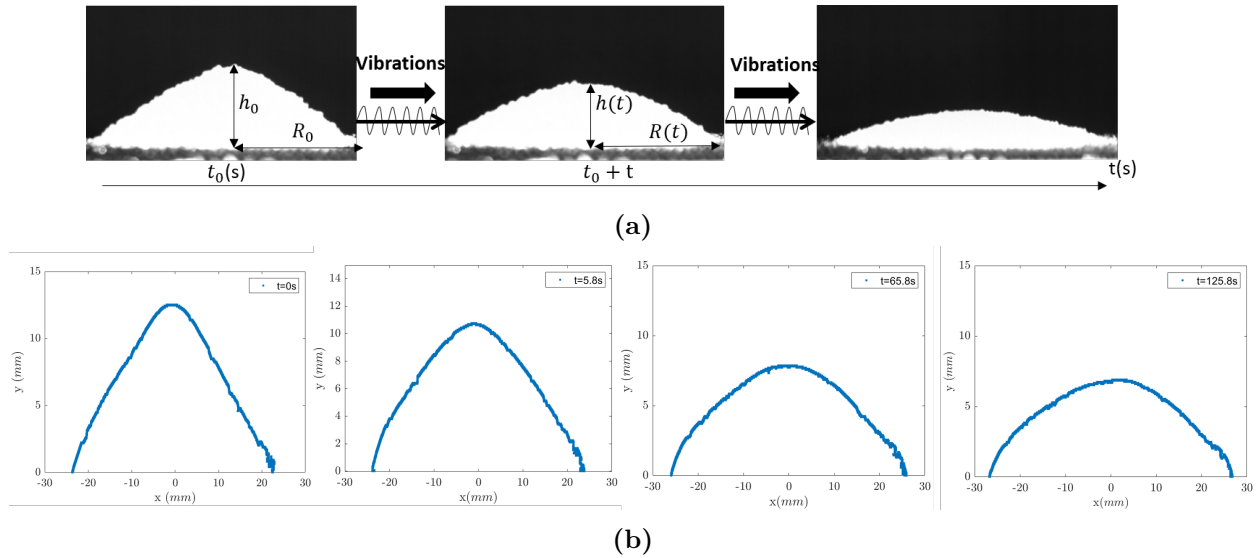 Vibrations
Vibrations
h₀
R₀
h(t)
R(t)
t₀(s)
t₀ + t
t(s)
(a)
15
10
5
0
-30 -20 -10 0 10 20 30
y (mm)
x (mm)
t=0s
14
12
10
8
6
4
2
0
-30 -20 -10 0 10 20 30
y (mm)
x(mm)
t=5.8s
15
10
5
0
-30 -20 -10 0 10 20 30
y (mm)
x(mm)
t=65.8s
15
10
5
0
-30 -20 -10 0 10 20 30
y (mm)
x(mm)
t=125.8s
(b)